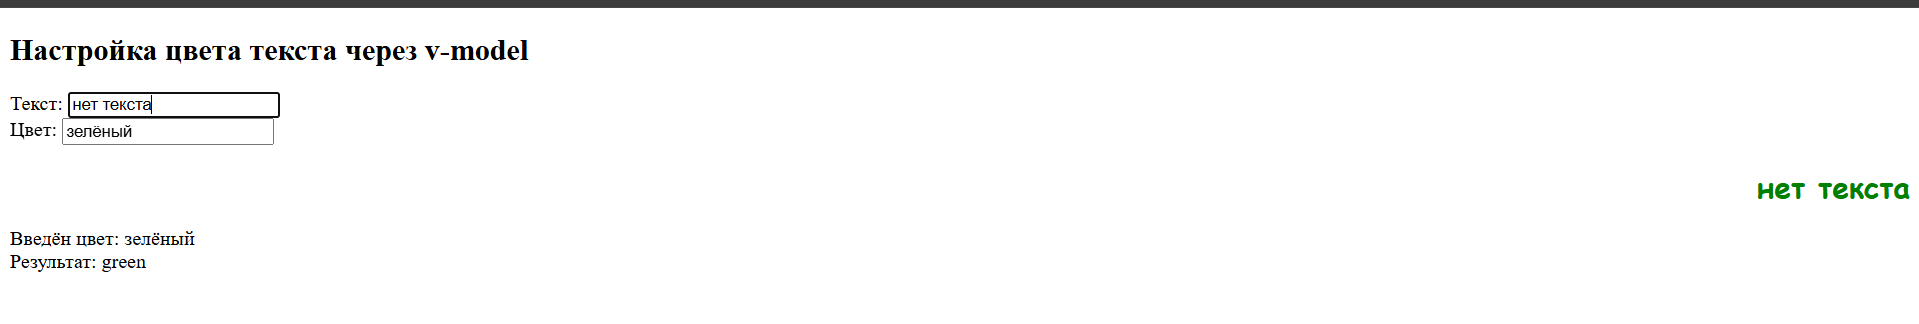 Настройка цвета текста через v-model
Текст: нет текста
Цвет: зелёный
нет текста
Введён цвет: зелёный
Результат: green